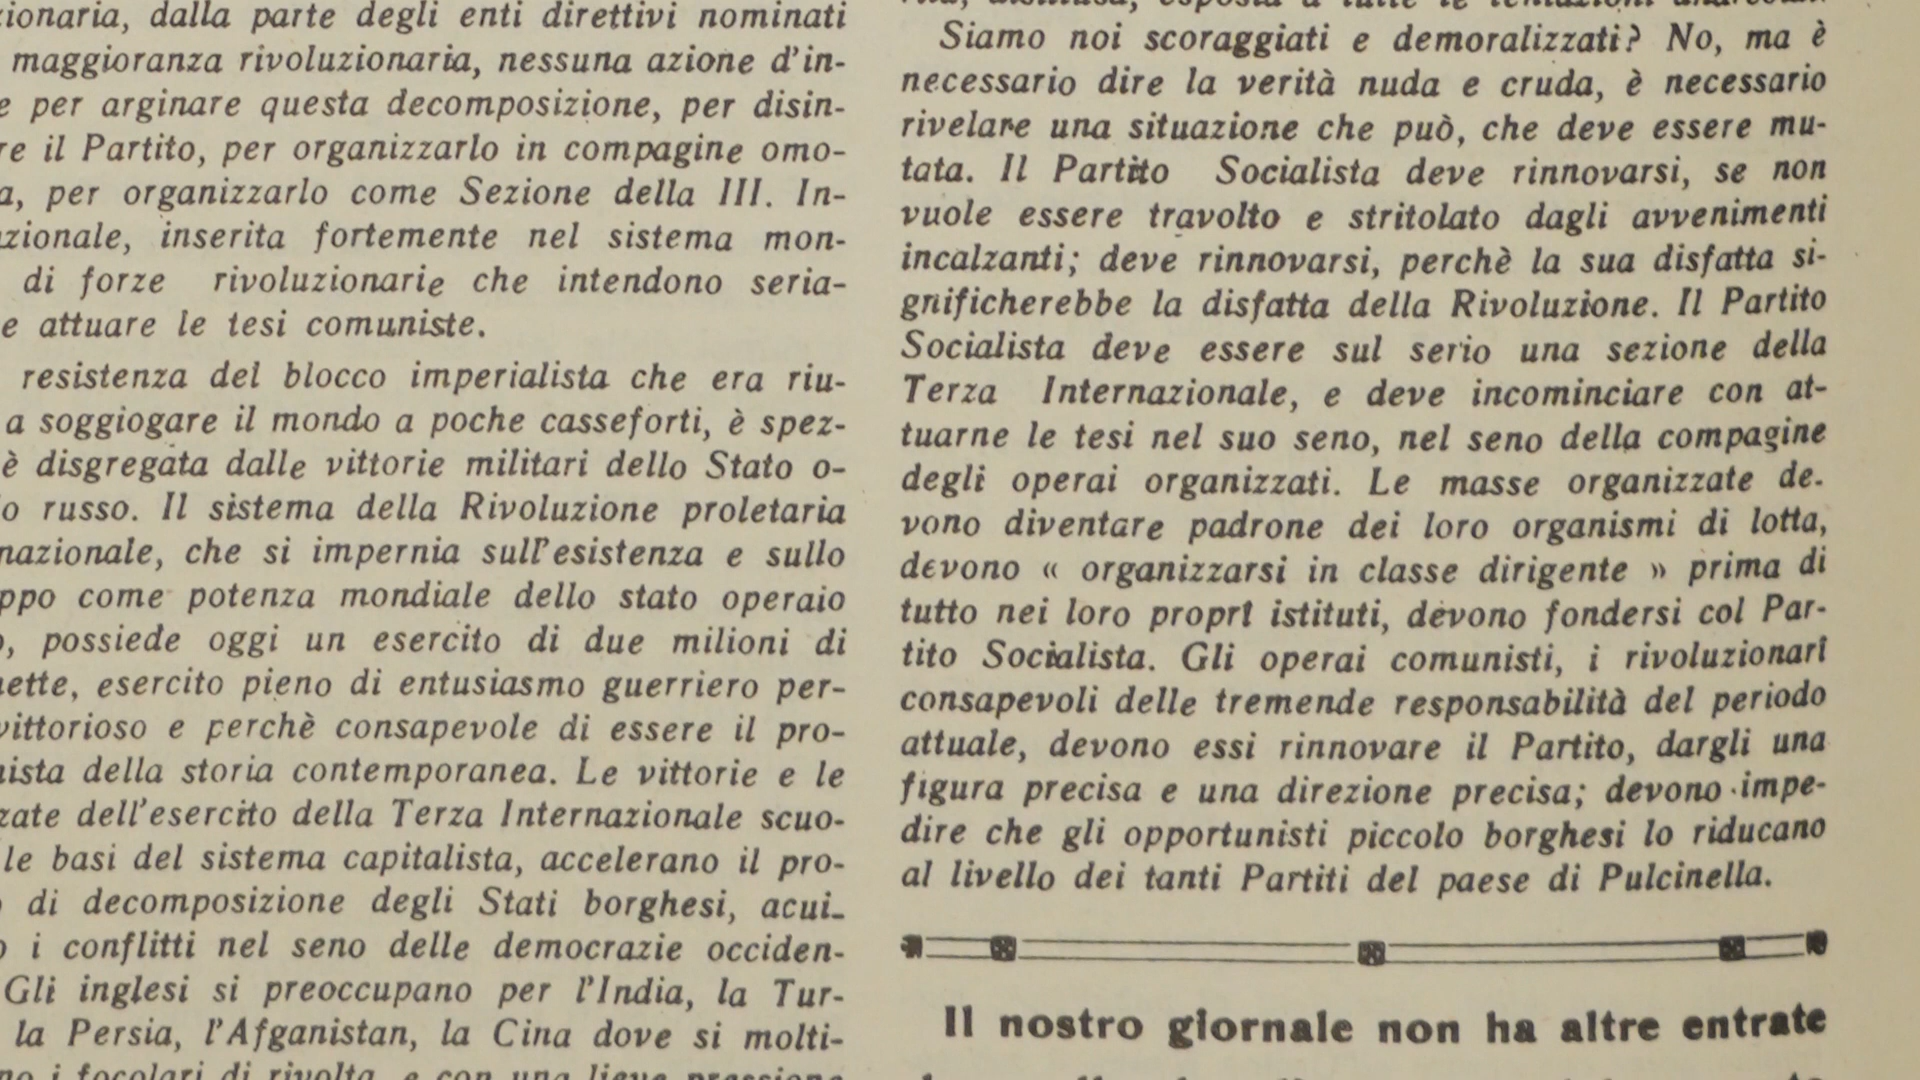 ionaria, dalla parte degli enti direttivi nominati
maggioranza rivoluzionaria, nessuna azione d'in-
e per arginare questa decomposizione, per disin-
re il Partito, per organizzarlo in compagine omo-
a, per organizzarlo come Sezione della III. In-
zionale, inserita fortemente nel sistema mon-
di forze rivoluzionarie che intendono seria-
e attuare le tesi comuniste.
resistenza del blocco imperialista che era riu-
a soggiogare il mondo a poche casseforti, è spez-
è disgregata dalle vittorie militari dello Stato o-
o russo. Il sistema della Rivoluzione proletaria
nazionale, che si impernia sull'esistenza e sullo
ppo come potenza mondiale dello stato operaio
o, possiede oggi un esercito di due milioni di
nette, esercito pieno di entusiasmo guerriero per-
vittorioso e perchè consapevole di essere il pro-
nista della storia contemporanea. Le vittorie e le
zate dell'esercito della Terza Internazionale scuo-
le basi del sistema capitalista, accelerano il pro-
o di decomposizione degli Stati borghesi, acui-
o i conflitti nel seno delle democrazie occiden-
Gli inglesi si preoccupano per l'India, la Tur-
la Persia, l'Afganistan, la Cina dove si molti-
no i focolari di rivolta, e con una lieve pressione
Siamo noi scoraggiati e demoralizzati? No, ma è
necessario dire la verità nuda e cruda, è necessario
rivelare una situazione che può, che deve essere mu-
tata. Il Partito Socialista deve rinnovarsi, se non
vuole essere travolto e stritolato dagli avvenimenti
incalzanti; deve rinnovarsi, perchè la sua disfatta si-
gnificherebbe la disfatta della Rivoluzione. Il Partito
Socialista deve essere sul serio una sezione della
Terza Internazionale, e deve incominciare con at-
tuarne le tesi nel suo seno, nel seno della compagine
degli operai organizzati. Le masse organizzate de-
vono diventare padrone dei loro organismi di lotta,
devono « organizzarsi in classe dirigente » prima di
tutto nei loro proprî istituti, devono fondersi col Par-
tito Socialista. Gli operai comunisti, i rivoluzionarî
consapevoli delle tremende responsabilità del periodo
attuale, devono essi rinnovare il Partito, dargli una
figura precisa e una direzione precisa; devono impe-
dire che gli opportunisti piccolo borghesi lo riducano
al livello dei tanti Partiti del paese di Pulcinella.
Il nostro giornale non ha altre entrate